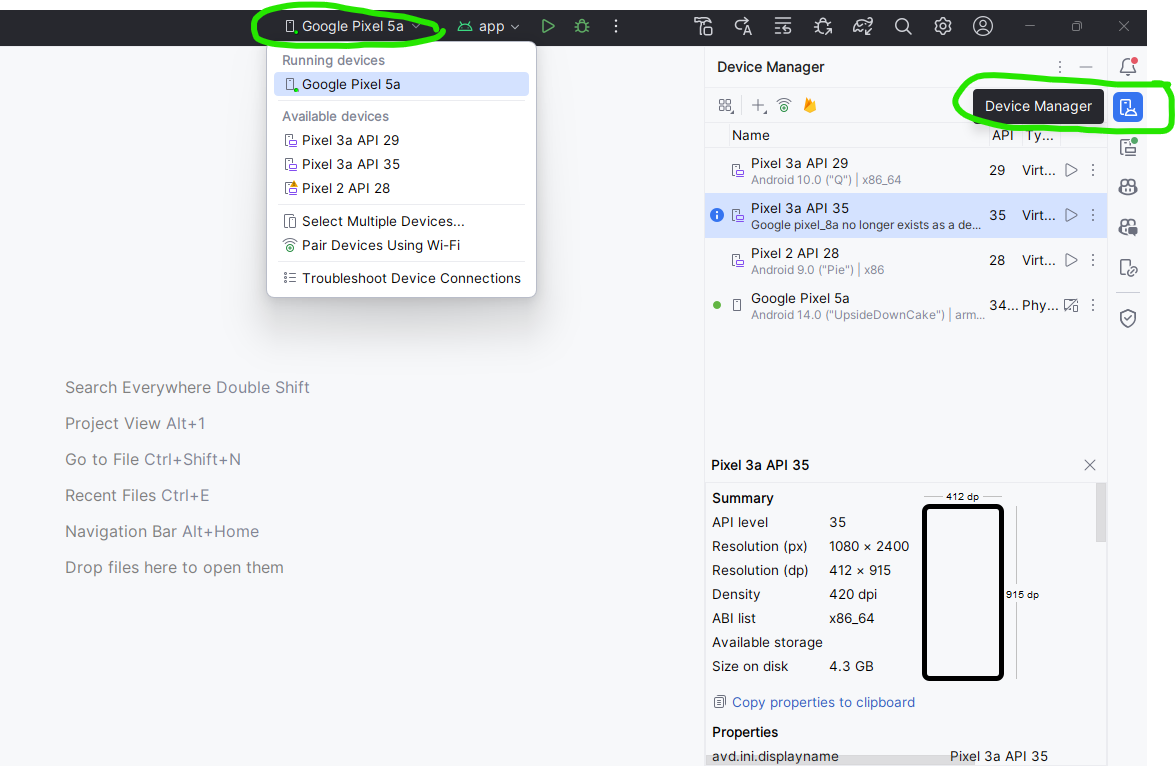 Google Pixel 5a
app
Running devices
Google Pixel 5a
Available devices
Pixel 3a API 29
Pixel 3a API 35
Pixel 2 API 28
Select Multiple Devices...
Pair Devices Using Wi-Fi
Troubleshoot Device Connections
Search Everywhere Double Shift
Project View Alt+1
Go to File Ctrl+Shift+N
Recent Files Ctrl+E
Navigation Bar Alt+Home
Drop files here to open them
Device Manager
Device Manager
Name API Ty...
Pixel 3a API 29
Android 10.0 ("Q") | x86_64
29 Virt...
Pixel 3a API 35
Google pixel_8a no longer exists as a de...
35 Virt...
Pixel 2 API 28
Android 9.0 ("Pie") | x86
28 Virt...
Google Pixel 5a
Android 14.0 ("UpsideDownCake") | arm...
34... Phy...
Pixel 3a API 35
Summary
API level 35
Resolution (px) 1080 × 2400
Resolution (dp) 412 × 915
Density 420 dpi
ABI list x86_64
Available storage
Size on disk 4.3 GB
412 dp
915 dp
Copy properties to clipboard
Properties
avd.ini.displayname Pixel 3a API 35